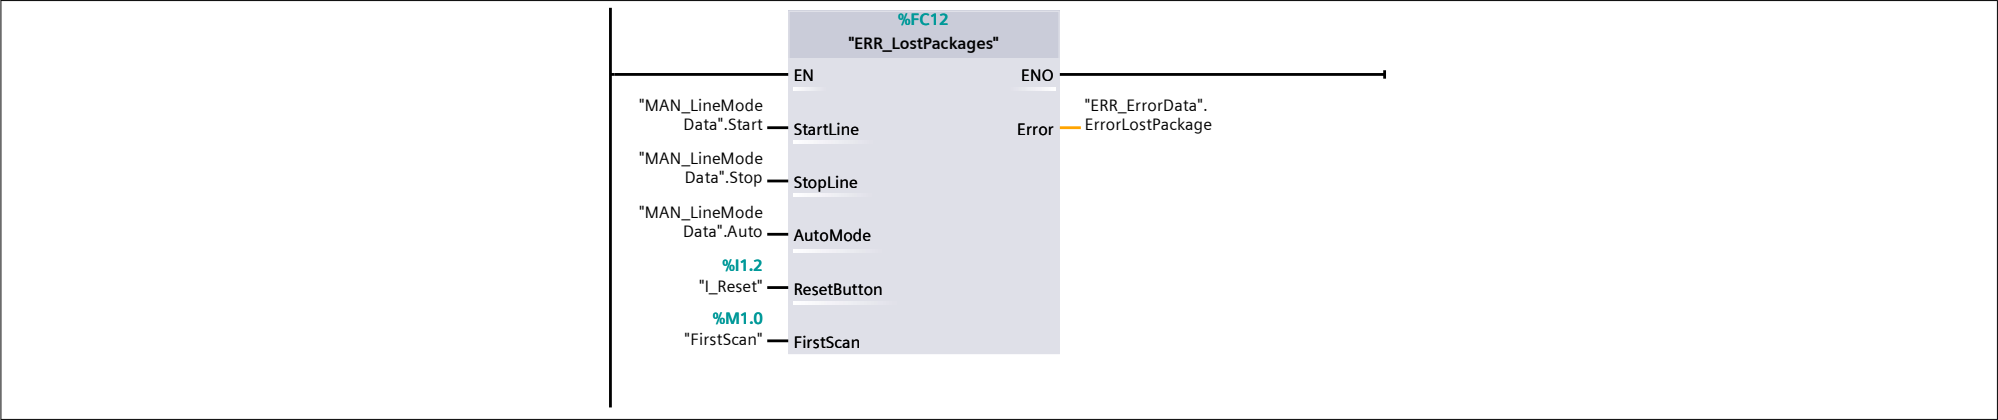 %FC12
"ERR_LostPackages"
EN
ENO
"MAN_LineMode
Data".Start
StartLine
Error
"ERR_ErrorData".
ErrorLostPackage
"MAN_LineMode
Data".Stop
StopLine
"MAN_LineMode
Data".Auto
AutoMode
%I1.2
"I_Reset"
ResetButton
%M1.0
"FirstScan"
FirstScan